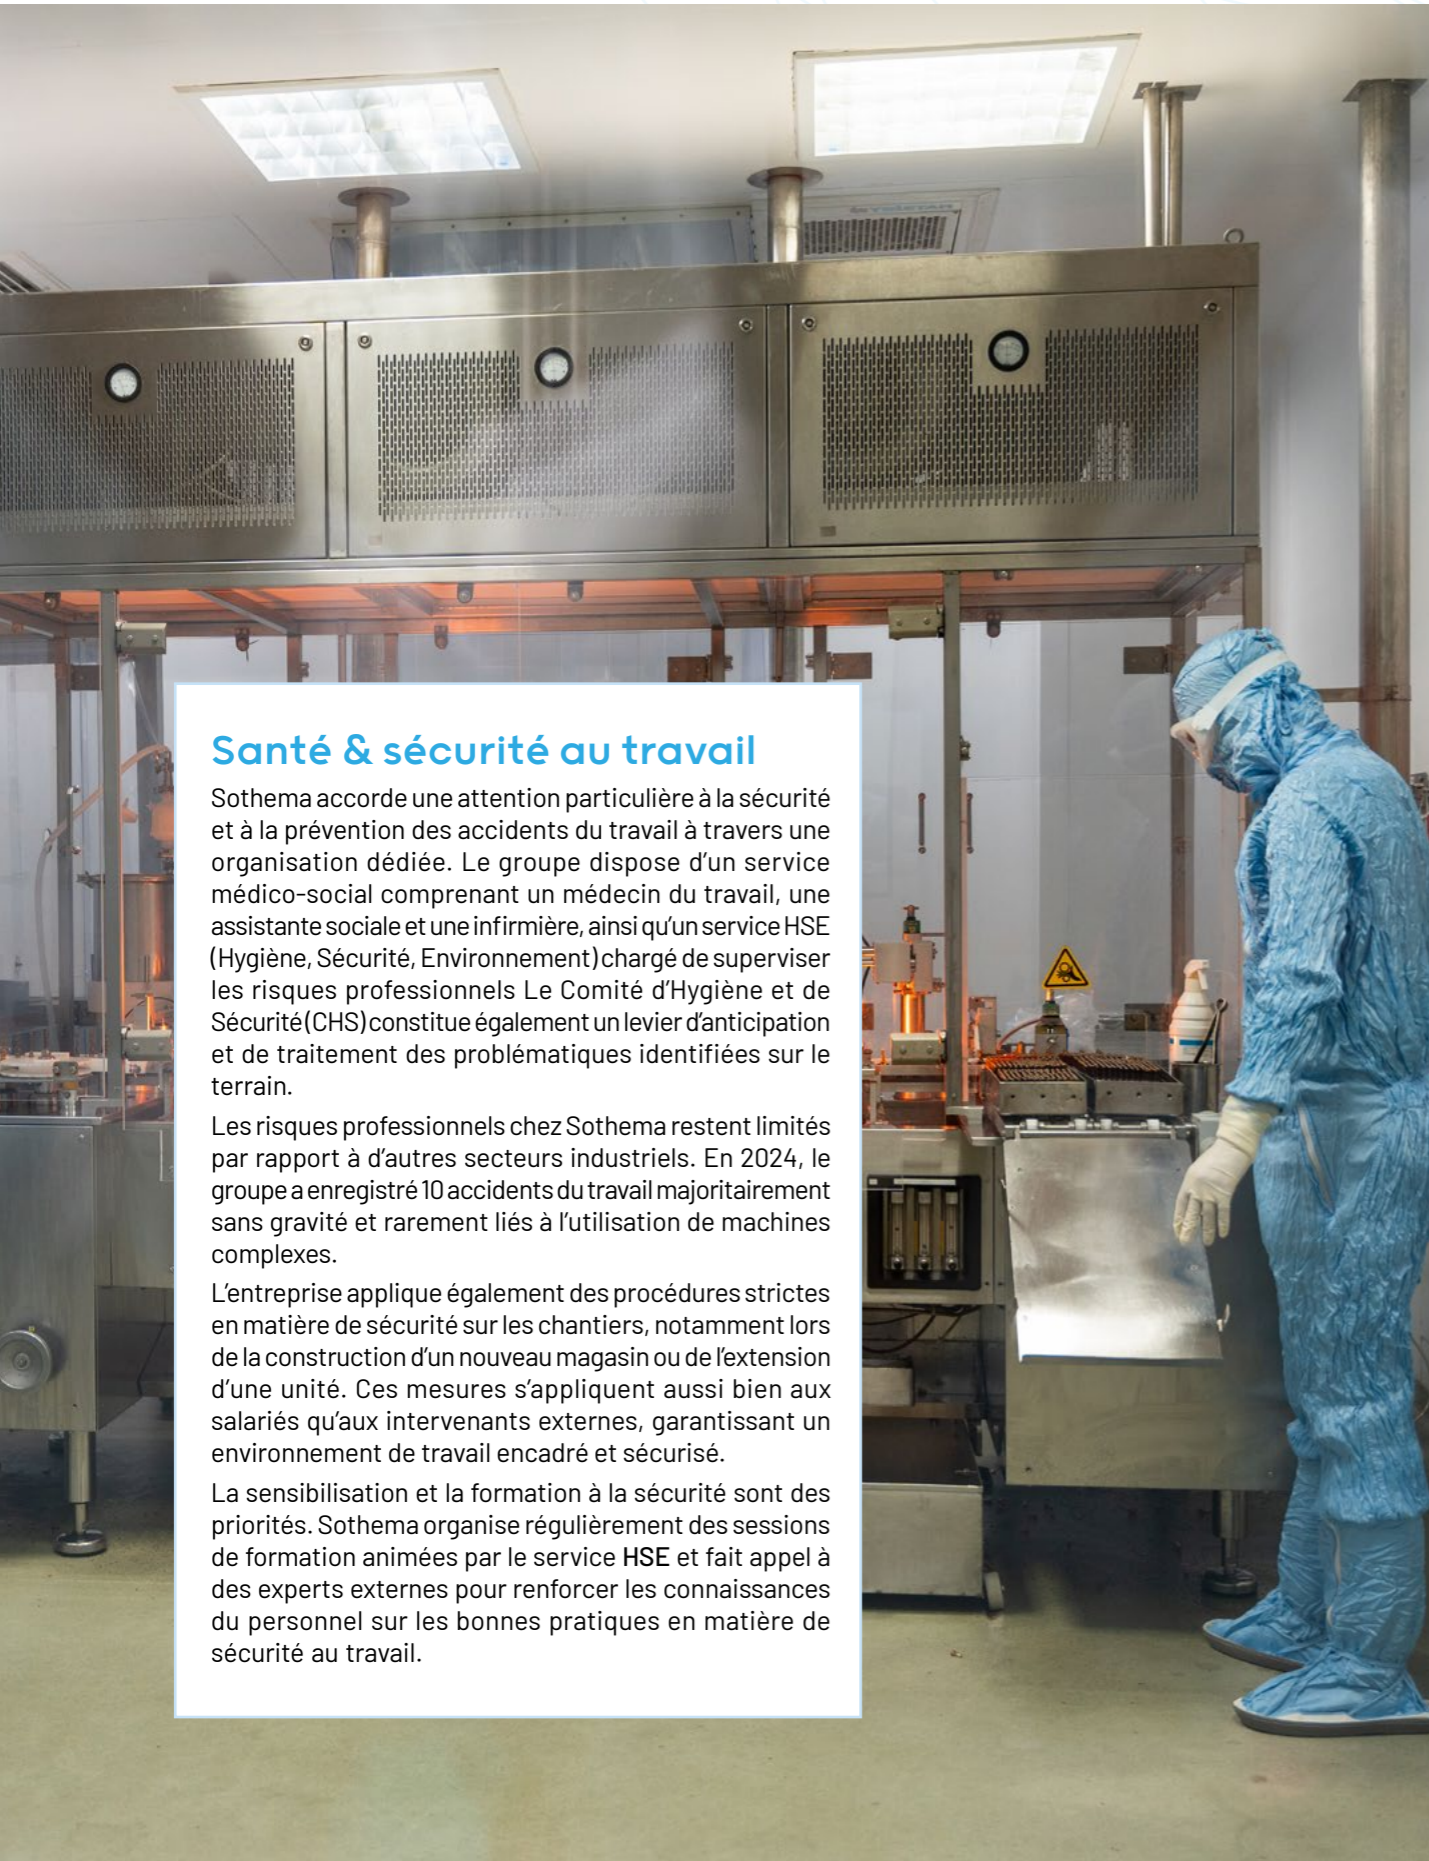 TELSTAR
Santé & sécurité au travail
Sothema accorde une attention particulière à la sécurité
et à la prévention des accidents du travail à travers une
organisation dédiée. Le groupe dispose d’un service
médico-social comprenant un médecin du travail, une
assistante sociale et une infirmière, ainsi qu’un service HSE
(Hygiène, Sécurité, Environnement) chargé de superviser
les risques professionnels Le Comité d’Hygiène et de
Sécurité (CHS) constitue également un levier d’anticipation
et de traitement des problématiques identifiées sur le
terrain.
Les risques professionnels chez Sothema restent limités
par rapport à d’autres secteurs industriels. En 2024, le
groupe a enregistré 10 accidents du travail majoritairement
sans gravité et rarement liés à l’utilisation de machines
complexes.
L’entreprise applique également des procédures strictes
en matière de sécurité sur les chantiers, notamment lors
de la construction d’un nouveau magasin ou de l’extension
d’une unité. Ces mesures s’appliquent aussi bien aux
salariés qu’aux intervenants externes, garantissant un
environnement de travail encadré et sécurisé.
La sensibilisation et la formation à la sécurité sont des
priorités. Sothema organise régulièrement des sessions
de formation animées par le service HSE et fait appel à
des experts externes pour renforcer les connaissances
du personnel sur les bonnes pratiques en matière de
sécurité au travail.